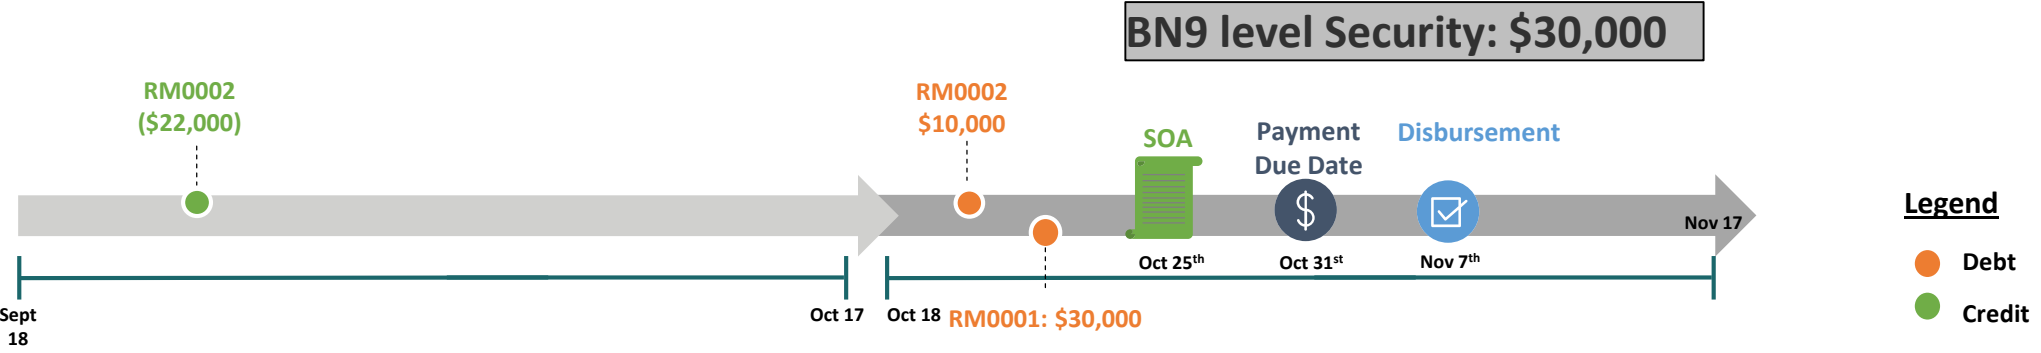 BN9 level Security: $30,000
RM0002
($22,000)
RM0002
$10,000
SOA
Payment
Due Date
Disbursement
$
Legend
Nov 17
Debt
Credit
Oct 25th
Oct 31st
Nov 7th
Sept
18
Oct 17
Oct 18
RM0001: $30,000